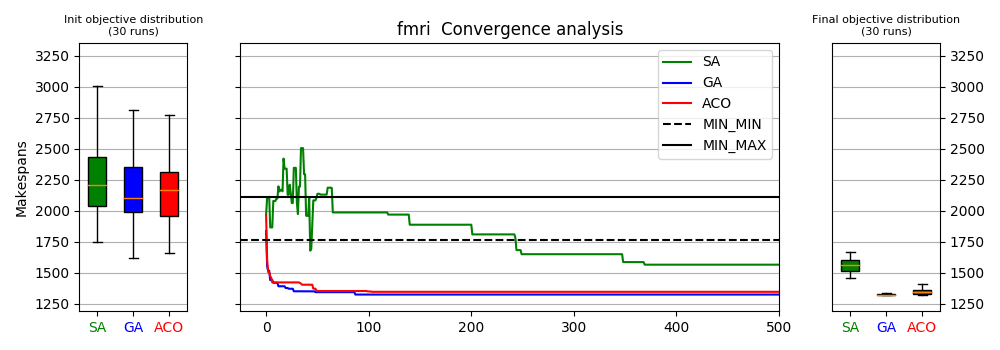 Init objective distribution
(30 runs)
Makespans
3250
3000
2750
2500
2250
2000
1750
1500
1250
SA GA ACO
fmri Convergence analysis
SA
GA
ACO
MIN_MIN
MIN_MAX
0 100 200 300 400 500
Final objective distribution
(30 runs)
3250
3000
2750
2500
2250
2000
1750
1500
1250
SA GA ACO